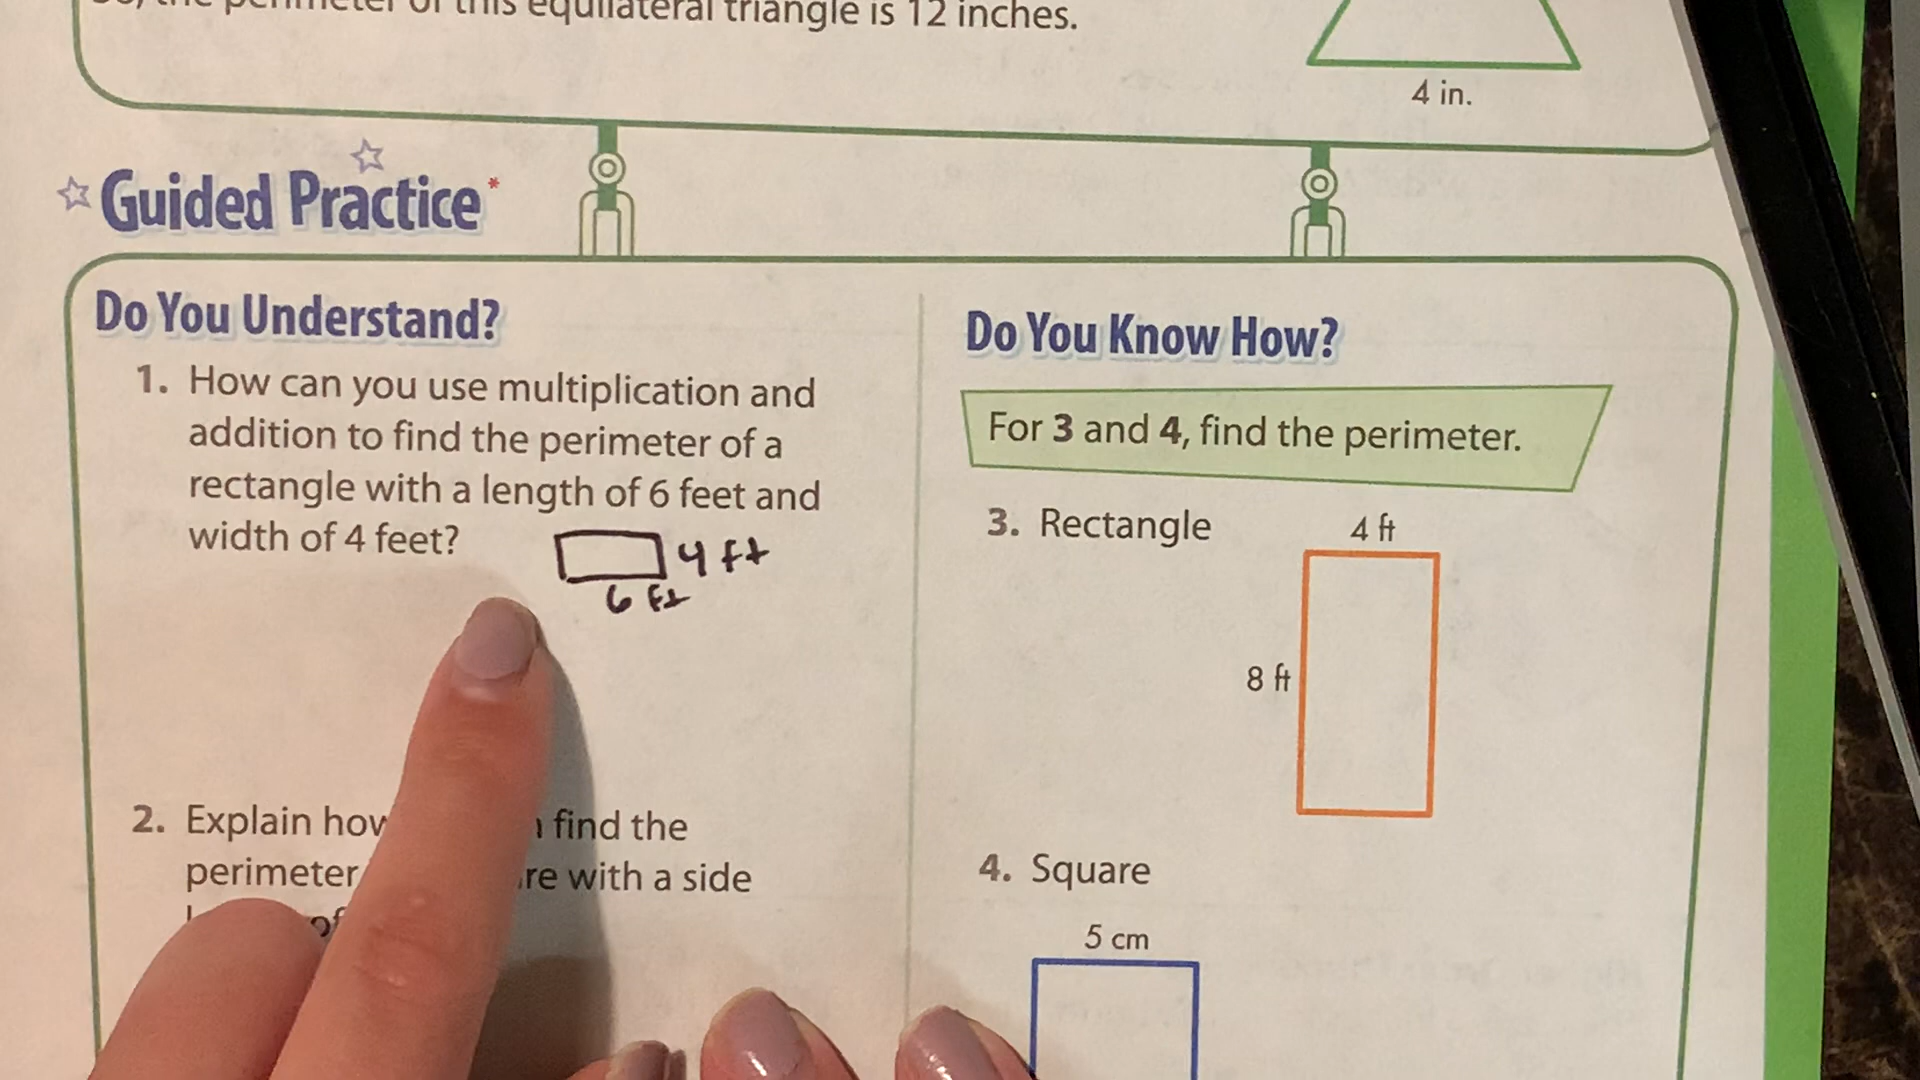 the perimeter of this equilateral triangle is 12 inches.
4 in.
Guided Practice*
Do You Understand?
1. How can you use multiplication and
addition to find the perimeter of a
rectangle with a length of 6 feet and
width of 4 feet?
4 ft
6 ft
2. Explain how find the
perimeter with a side
of
Do You Know How?
For 3 and 4, find the perimeter.
3. Rectangle
4 ft
8 ft
4. Square
5 cm